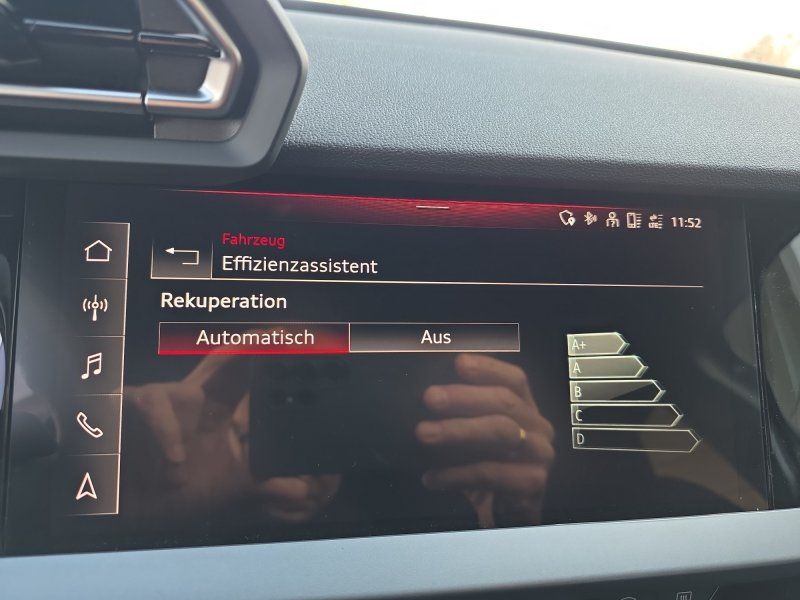 11:52
Fahrzeug
Effizienzassistent
Rekuperation
Automatisch Aus
A+
A
B
C
D